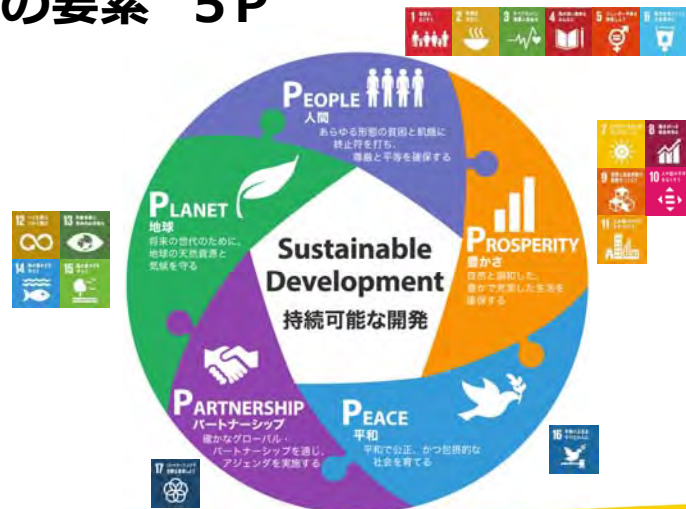 の要素 5P
1
2
3
4
5
6
PEOPLE
人間
あらゆる形態の貧困と飢餓に
終止符を打ち、
尊厳と平等を確保する
7
8
9
10
11
PROSPERITY
豊かさ
自然と調和した、
豊かで充実した生活を
確保する
PLANET
地球
将来の世代のために、
地球の天然資源と
気候を守る
12
13
14
15
Sustainable
Development
持続可能な開発
PARTNERSHIP
パートナーシップ
確かなグローバル・
パートナーシップを通じ、
アジェンダを実施する
17
PEACE
平和
平和で公正、かつ包摂的な
社会を育てる
16